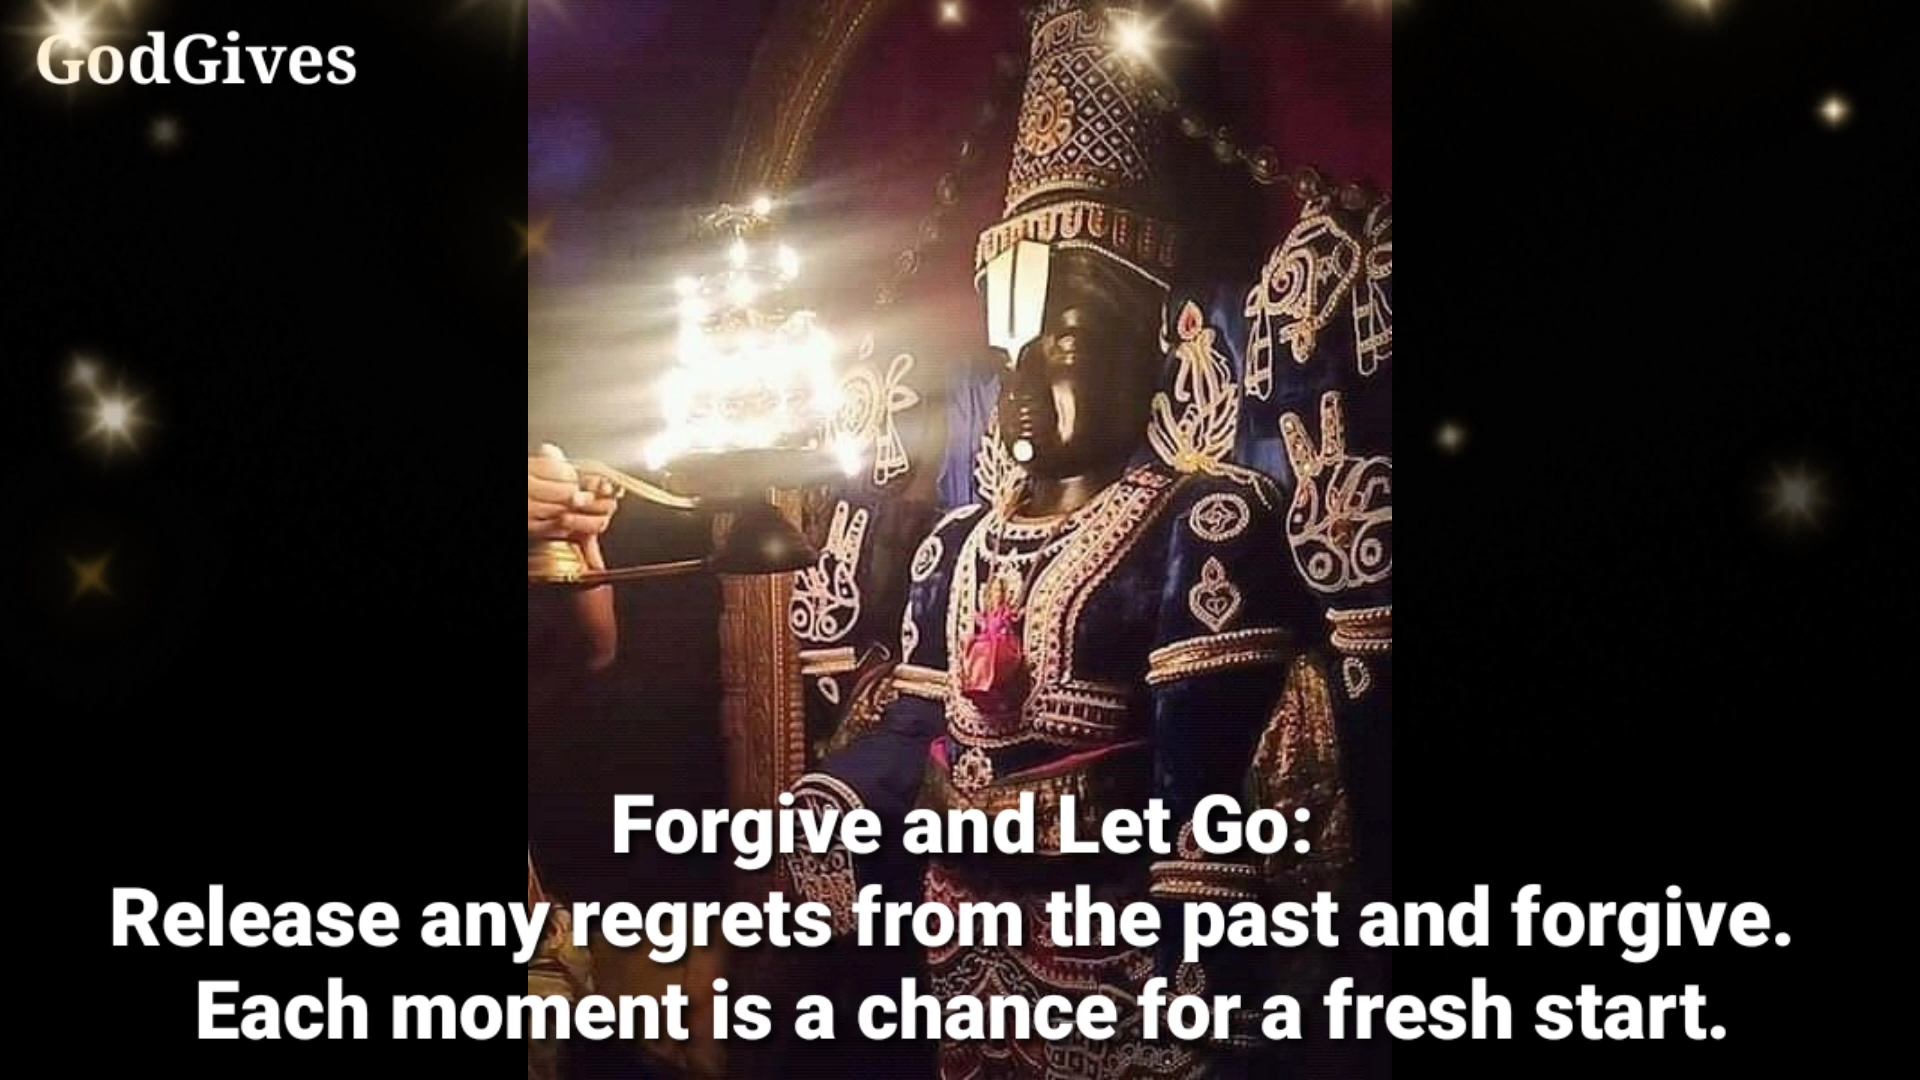 GodGives
Forgive and Let Go:
Release any regrets from the past and forgive.
Each moment is a chance for a fresh start.